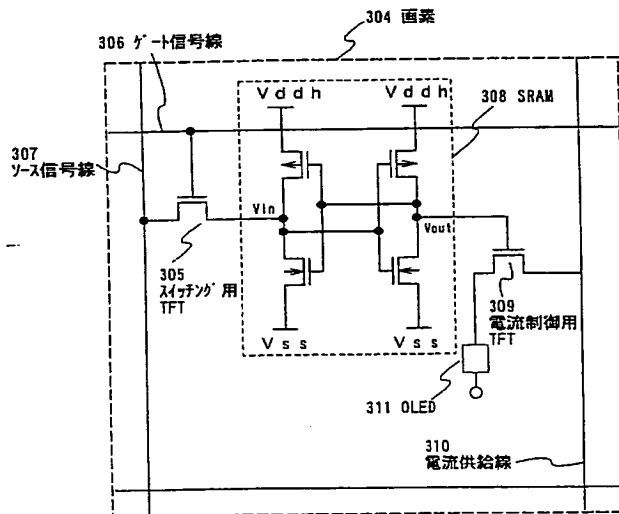 304 画素
306 ゲート信号線
Vddh
Vddh
308 SRAM
307
ソース信号線
Vin
Vout
305
スイッチング用
TFT
309
電流制御用
TFT
Vss
Vss
311 OLED
310
電流供給線